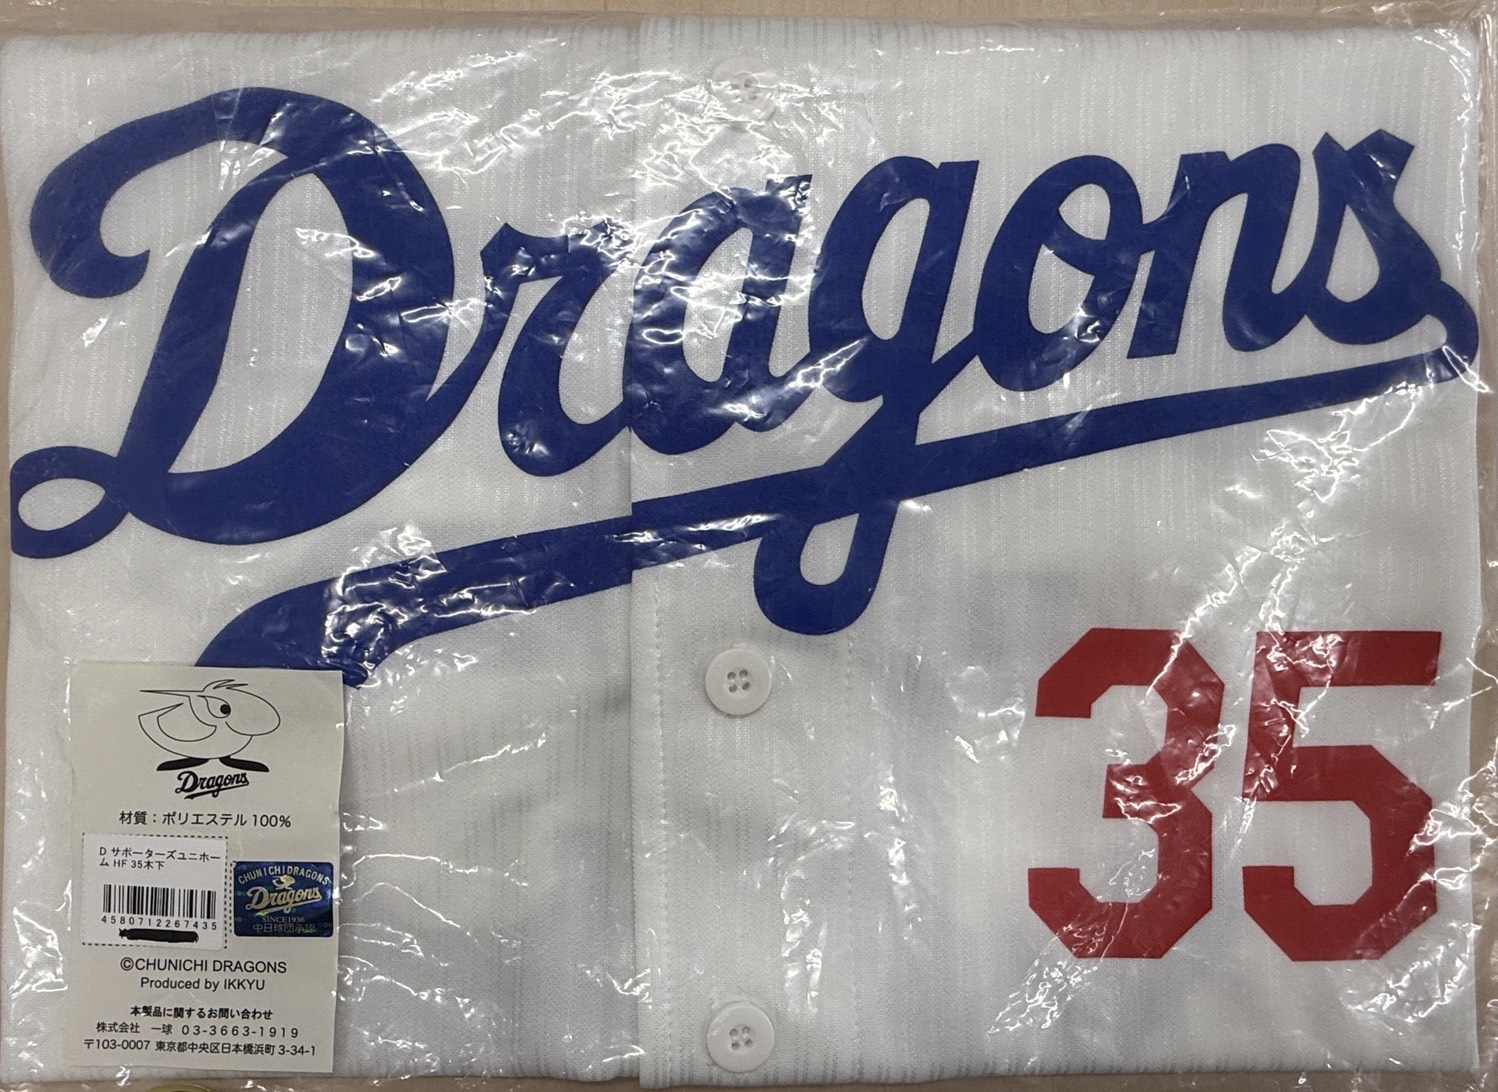 Dragons
35
Dragons
材質：ポリエステル100%
D サポーターズユニホー
ム HF 35木下
4580712267435
CHUNICHI DRAGONS
Dragons
SINCE1936
中日球団承認
©CHUNICHI DRAGONS
Produced by IKKYU
本製品に関するお問い合わせ
株式会社 一球 03-3663-1919
〒103-0007 東京都中央区日本橋浜町3-34-1